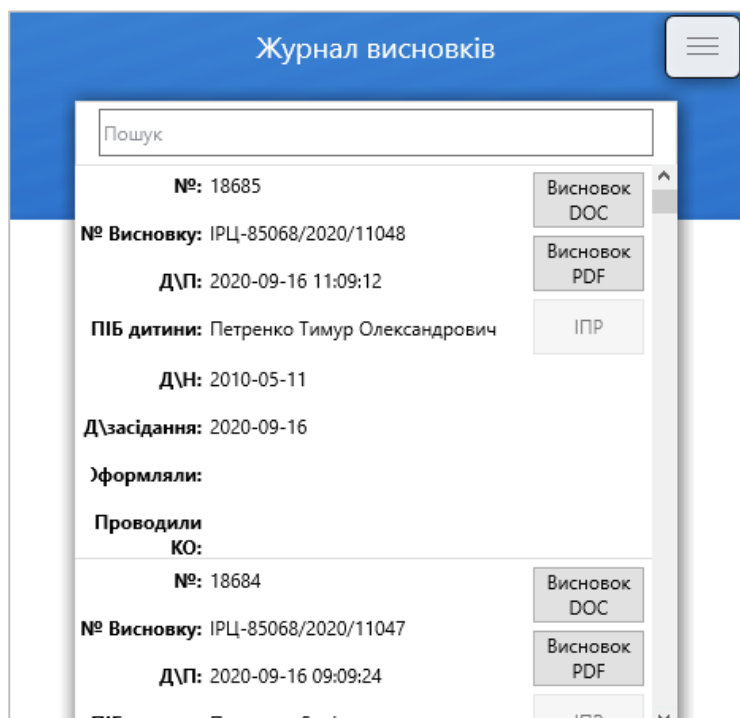 Журнал висновків
Пошук
№: 18685
Висновок DOC
№ Висновку: ІРЦ-85068/2020/11048
Висновок PDF
Д\П: 2020-09-16 11:09:12
ПІБ дитини: Петренко Тимур Олександрович
ІПР
Д\Н: 2010-05-11
Д\засідання: 2020-09-16
Оформляли:
Проводили
КО:
№: 18684
Висновок DOC
№ Висновку: ІРЦ-85068/2020/11047
Висновок PDF
Д\П: 2020-09-16 09:09:24
ІПР